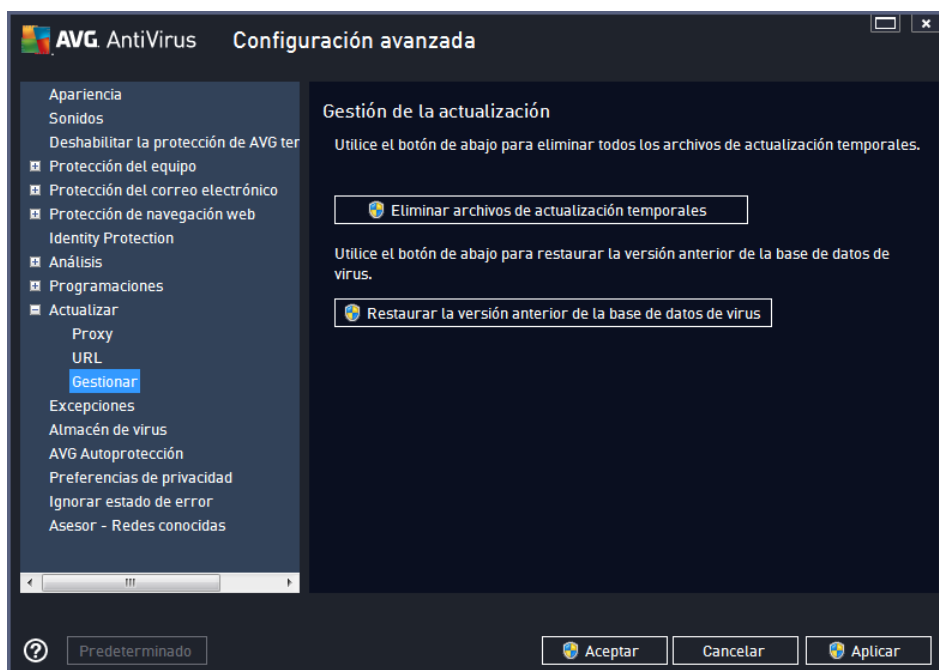 AVG. AntiVirus Configuración avanzada
Apariencia
Sonidos
Deshabilitar la protección de AVG ter
Protección del equipo
Protección del correo electrónico
Protección de navegación web
Identity Protection
Análisis
Programaciones
Actualizar
Proxy
URL
Gestionar
Excepciones
Almacén de virus
AVG Autoprotección
Preferencias de privacidad
Ignorar estado de error
Asesor - Redes conocidas
Gestión de la actualización
Utilice el botón de abajo para eliminar todos los archivos de actualización temporales.
Eliminar archivos de actualización temporales
Utilice el botón de abajo para restaurar la versión anterior de la base de datos de
virus.
Restaurar la versión anterior de la base de datos de virus
? Predeterminado
Aceptar
Cancelar
Aplicar